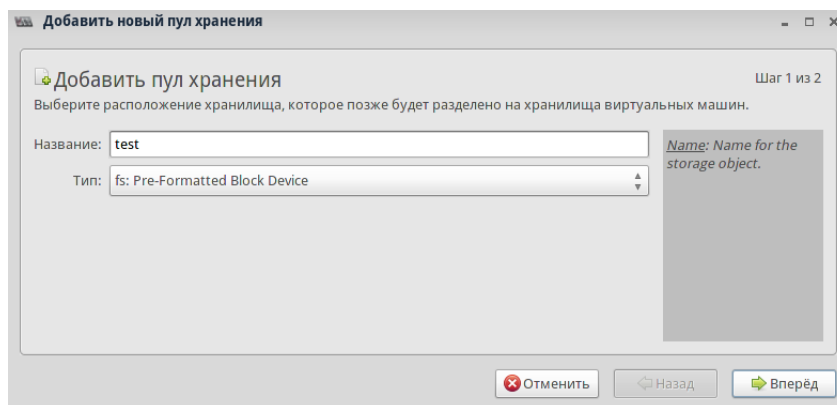 Добавить новый пул хранения
Добавить пул хранения
Шаг 1 из 2
Выберите расположение хранилища, которое позже будет разделено на хранилища виртуальных машин.
Название: test
Name: Name for the
storage object.
Тип: fs: Pre-Formatted Block Device
Отменить
Назад
Вперёд